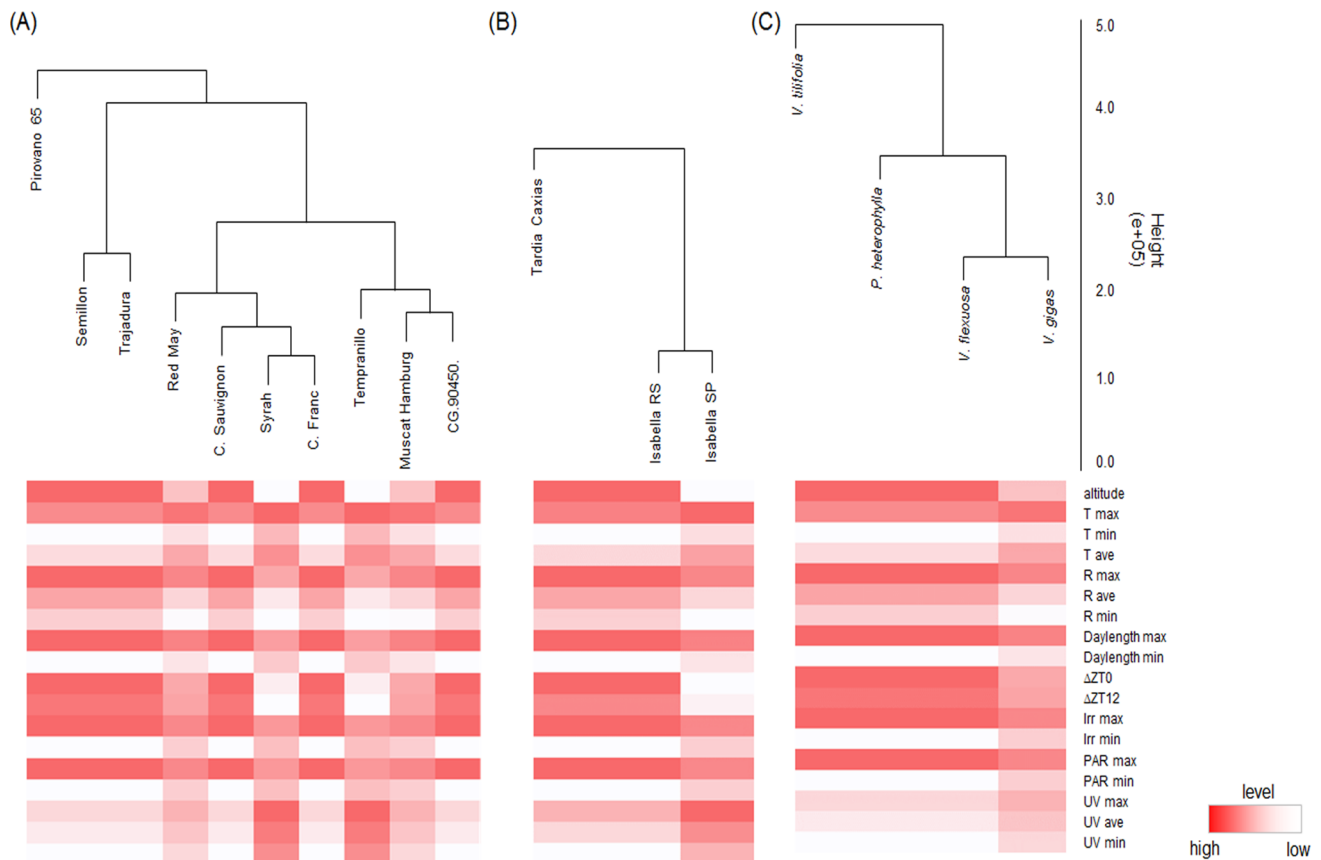 (A)
(B)
(C)
Pirovano 65
Semillon
Trajadura
Red May
C. Sauvignon
Syrah
C. Franc
Tempranillo
Muscat Hamburg
CG.90450.
Tardia Caxias
Isabella RS
Isabella SP
V. tilifolia
P. heterophylla
V. flexuosa
V. gigas
5.0
4.0
3.0
2.0
1.0
0.0
Height
(e+05)
altitude
T max
T min
T ave
R max
R ave
R min
Daylength max
Daylength min
ΔZT0
ΔZT12
Irr max
Irr min
PAR max
PAR min
UV max
UV ave
UV min
level
high
low